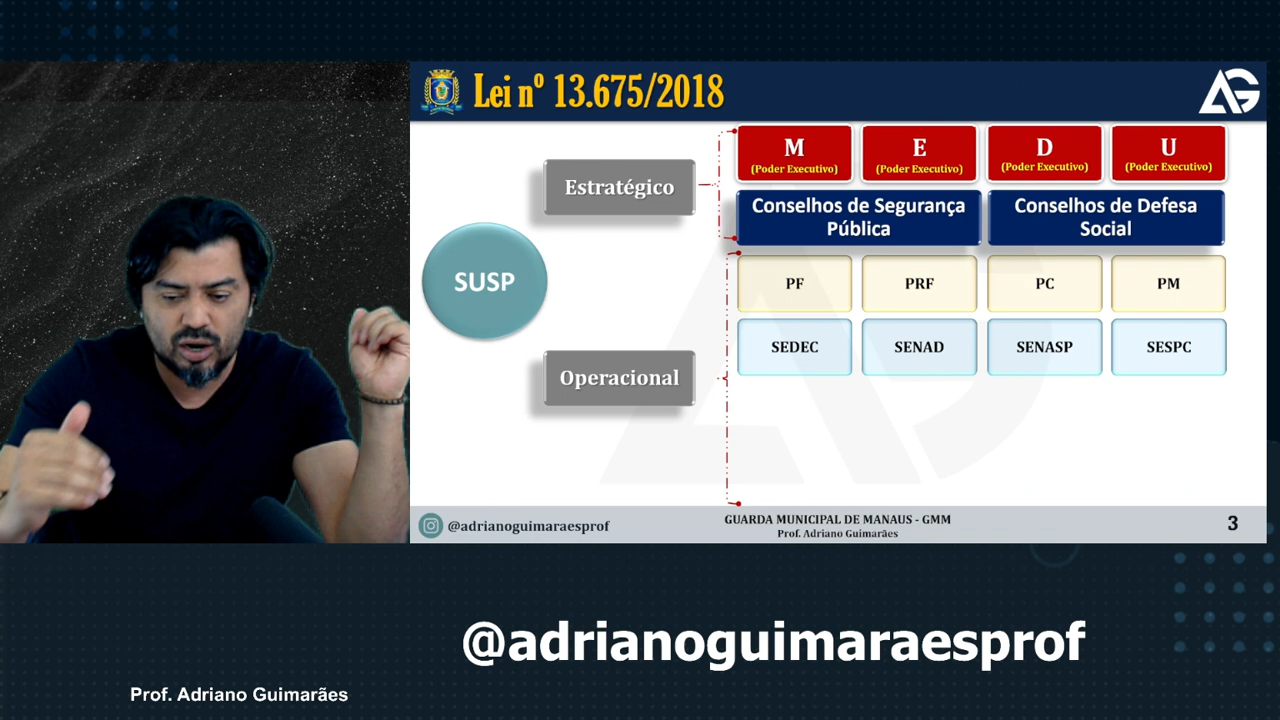 Lei nº 13.675/2018
AG
M
(Poder Executivo)
E
(Poder Executivo)
D
(Poder Executivo)
U
(Poder Executivo)
Estratégico
Conselhos de Segurança
Pública
Conselhos de Defesa
Social
SUSP
PF
PRF
PC
PM
SEDEC
SENAD
SENASP
SESPC
Operacional
@adrianoguimaraesprof
GUARDA MUNICIPAL DE MANAUS - GMM
Prof. Adriano Guimarães
3
@adrianoguimaraesprof
Prof. Adriano Guimarães